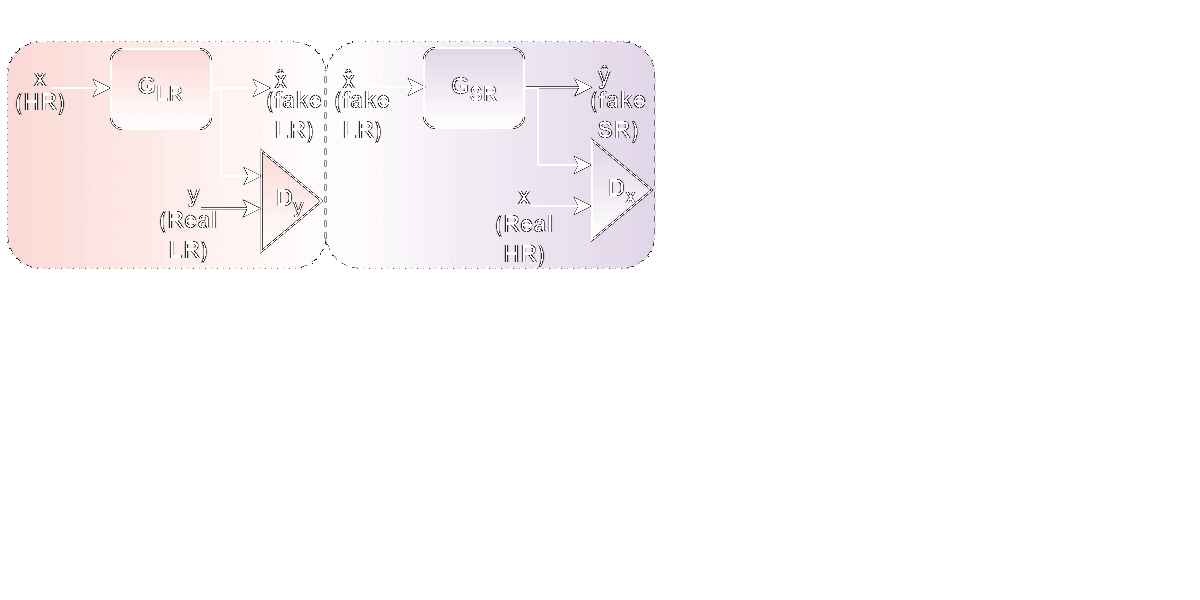 x
(HR)
G_LR
x̂
(fake
LR)
y
(Real
LR)
D_y
x̂
(fake
LR)
G_SR
ŷ
(fake
SR)
x
(Real
HR)
D_x